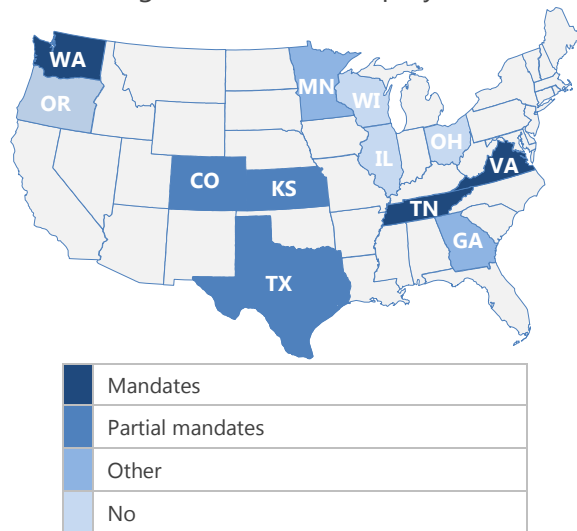 WA
OR
MN
WI
IL
OH
VA
CO
KS
TN
GA
TX
Mandates
Partial mandates
Other
No